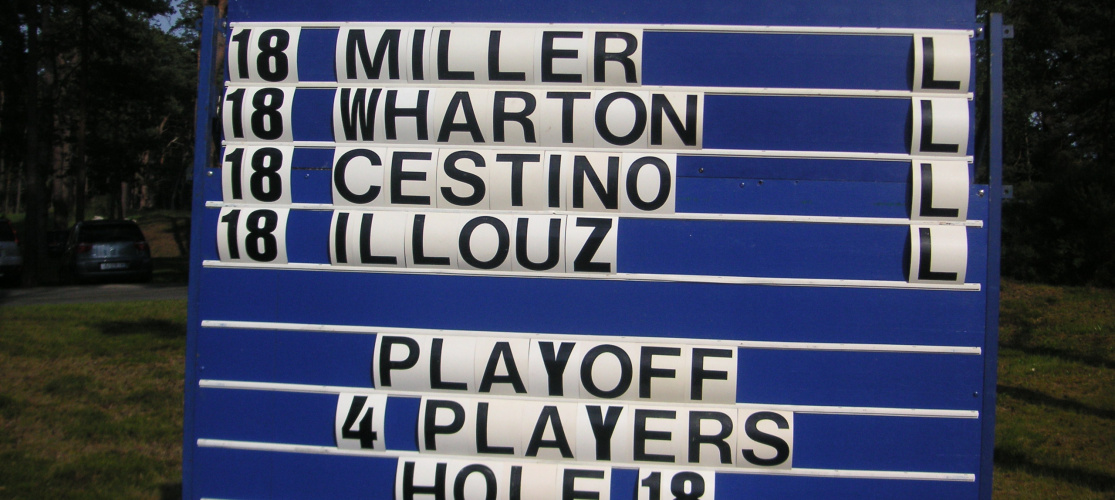 18 MILLER L
18 WHARTON L
18 CESTINO L
18 ILLOUZ L
PLAYOFF
4 PLAYERS
HOLE 18